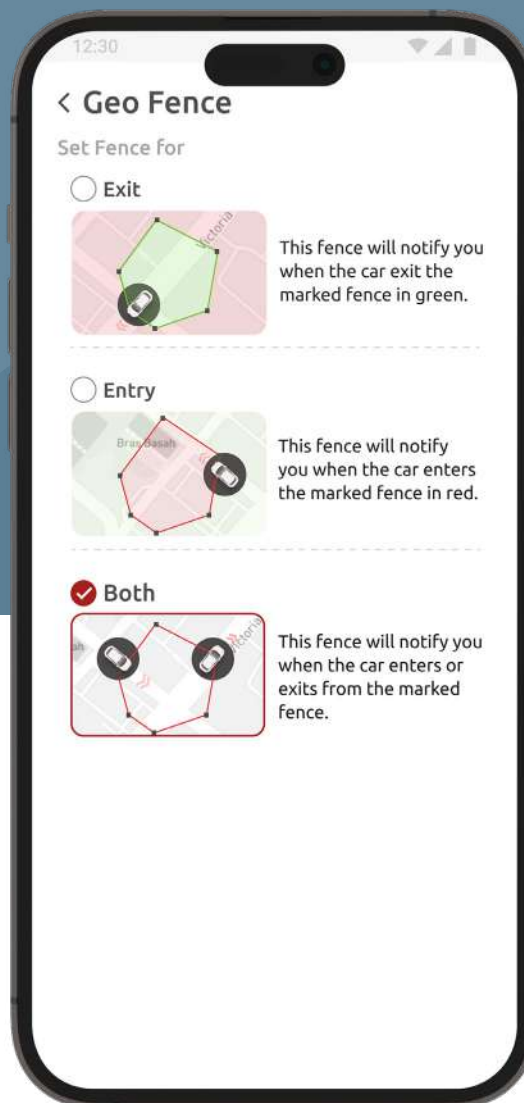 12:30
Geo Fence
Set Fence for
Exit
Victoria
This fence will notify you
when the car exit the
marked fence in green.
Entry
Bras Basah
This fence will notify
you when the car enters
the marked fence in red.
Both
ah
Victoria
This fence will notify you
when the car enters or
exits from the marked
fence.